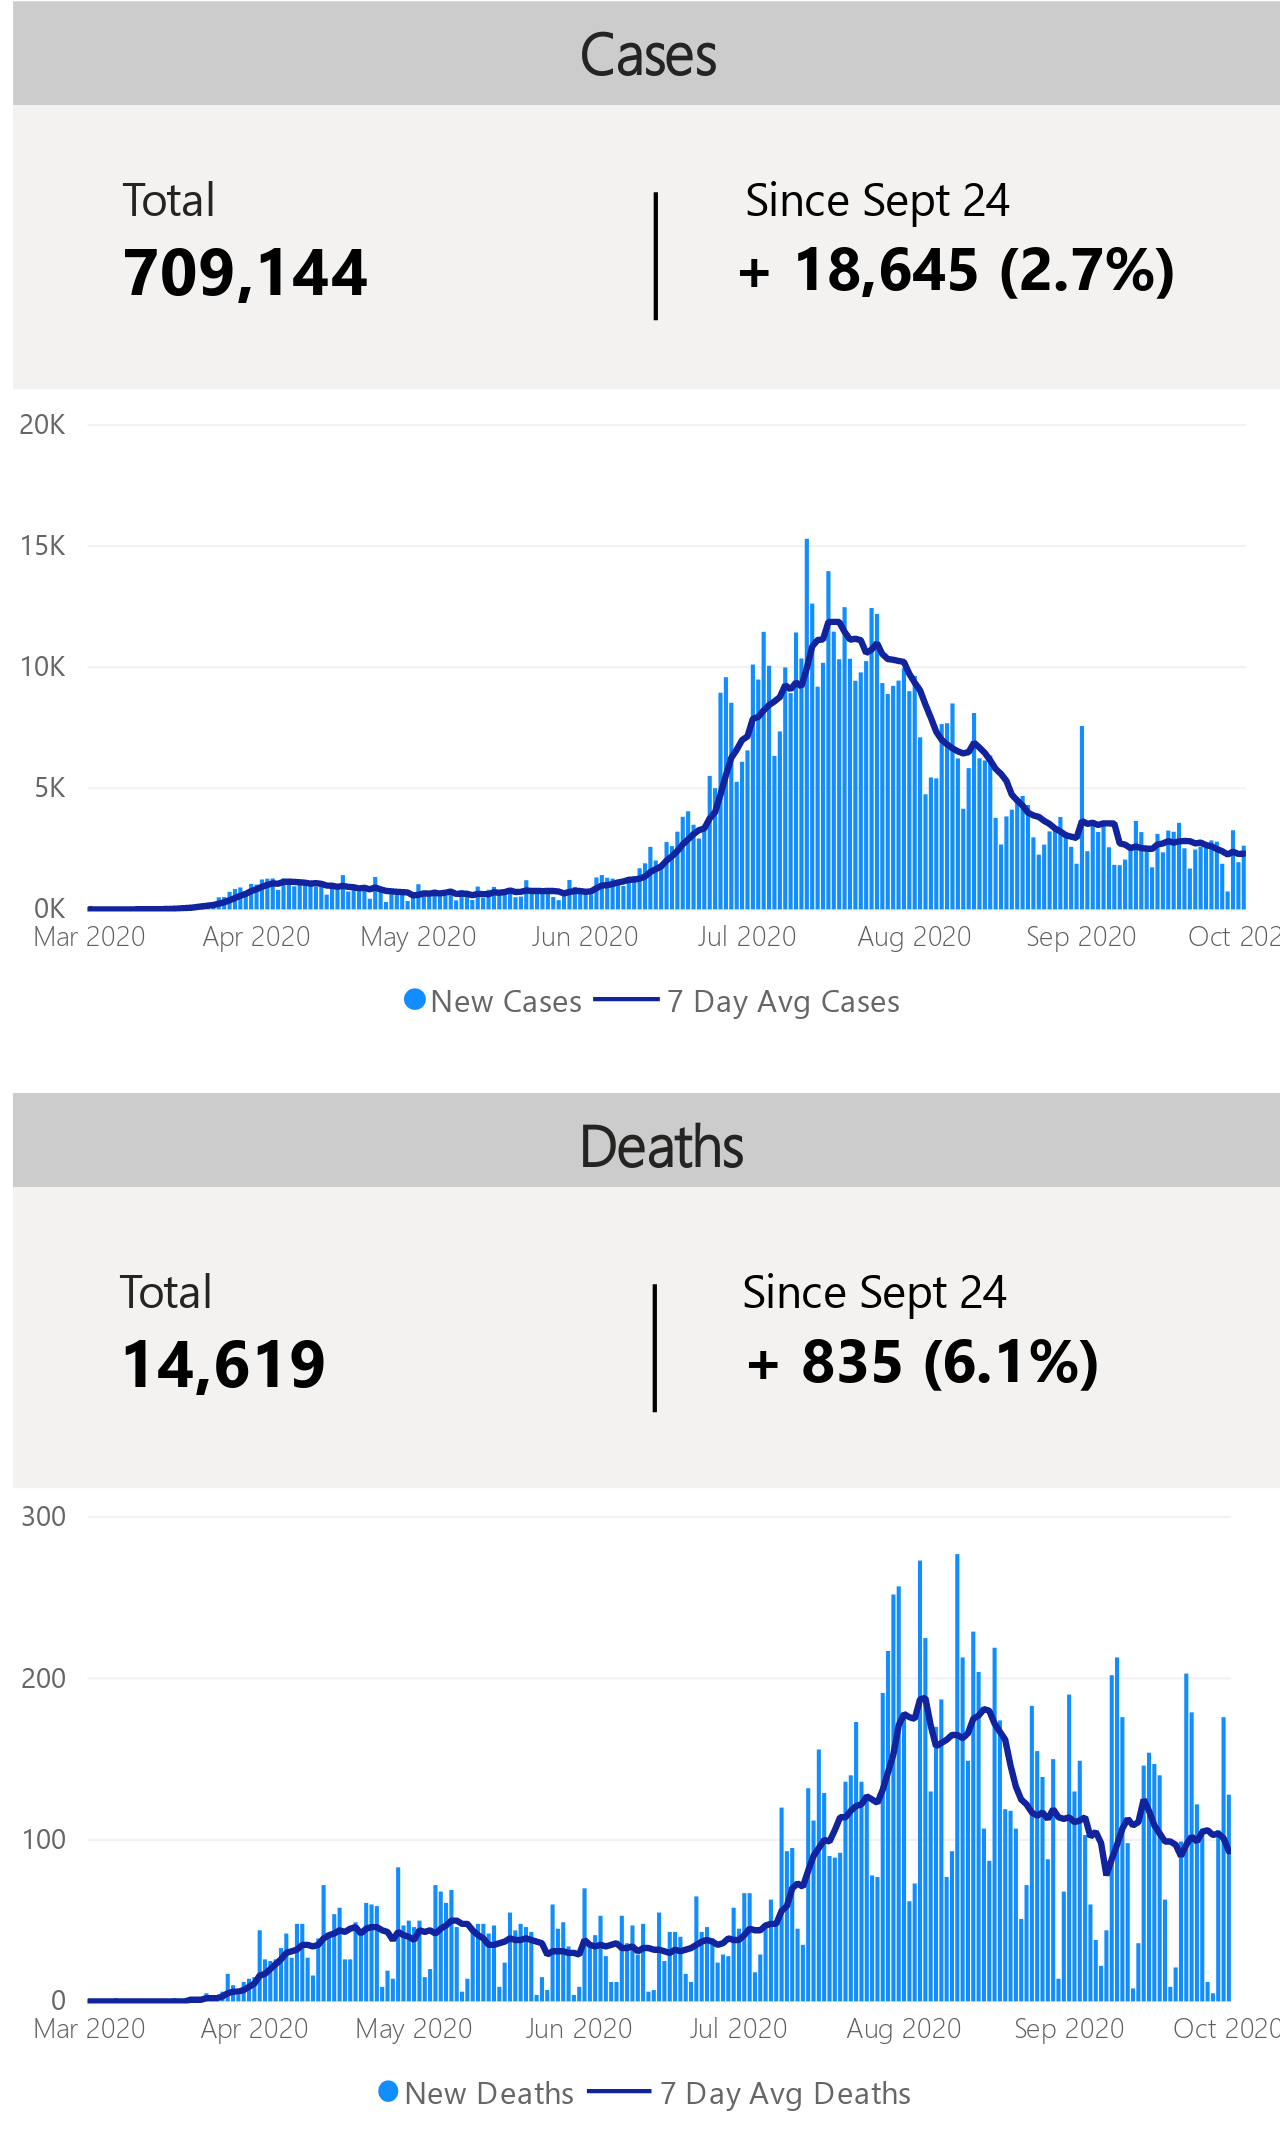 Cases
Total
Since Sept 24
709,144
+ 18,645 (2.7%)
20K
15K
10K
5K
0K
Mar 2020 Apr 2020 May 2020 Jun 2020 Jul 2020 Aug 2020 Sep 2020 Oct 202
New Cases 7 Day Avg Cases
Deaths
Total
Since Sept 24
14,619
+ 835 (6.1%)
300
200
100
0
Mar 2020 Apr 2020 May 2020 Jun 2020 Jul 2020 Aug 2020 Sep 2020 Oct 2020
New Deaths 7 Day Avg Deaths